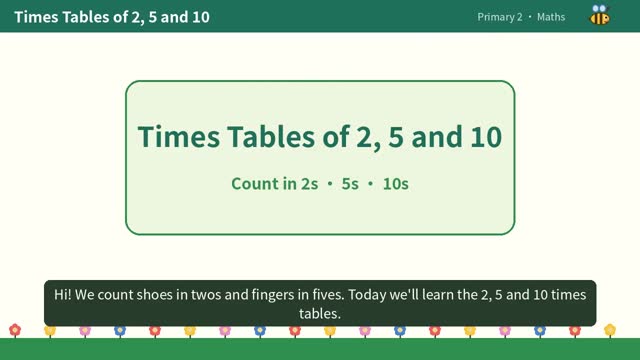 Times Tables of 2, 5 and 10
Primary 2 • Maths
Times Tables of 2, 5 and 10
Count in 2s • 5s • 10s
Hi! We count shoes in twos and fingers in fives. Today we'll learn the 2, 5 and 10 times
tables.